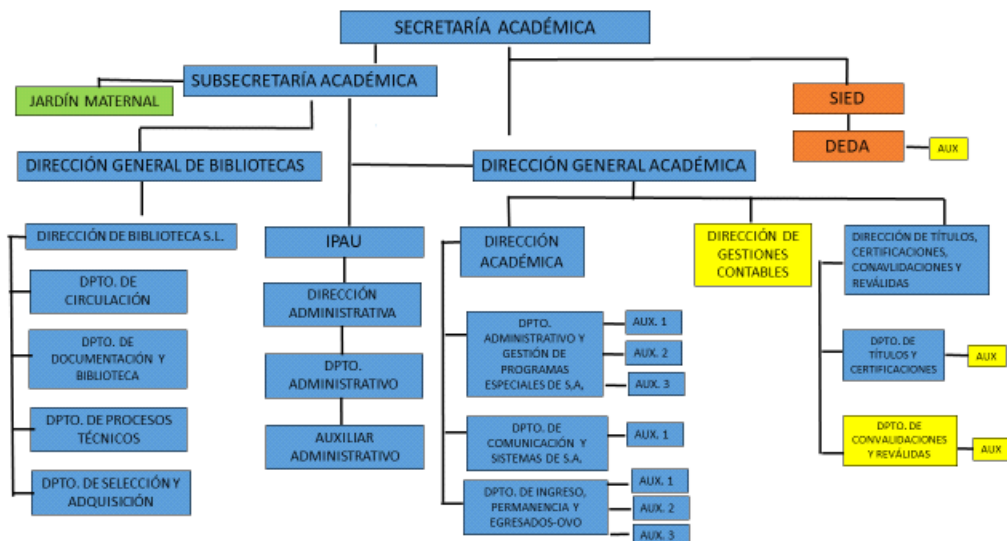 SECRETARÍA ACADÉMICA
SUBSECRETARÍA ACADÉMICA
JARDÍN MATERNAL
SIED
DEDA
AUX
DIRECCIÓN GENERAL DE BIBLIOTECAS
DIRECCIÓN GENERAL ACADÉMICA
DIRECCIÓN DE BIBLIOTECA S.L.
DPTO. DE
CIRCULACIÓN
DPTO. DE
DOCUMENTACIÓN Y
BIBLIOTECA
DPTO. DE PROCESOS
TÉCNICOS
DPTO. DE SELECCIÓN Y
ADQUISICIÓN
IPAU
DIRECCIÓN
ADMINISTRATIVA
DPTO.
ADMINISTRATIVO
AUXILIAR
ADMINISTRATIVO
DIRECCIÓN
ACADÉMICA
DPTO.
ADMINISTRATIVO Y
GESTIÓN DE
PROGRAMAS
ESPECIALES DE S.A,
AUX. 1
AUX. 2
AUX. 3
DPTO. DE
COMUNICACIÓN Y
SISTEMAS DE S.A.
AUX. 1
DPTO. DE INGRESO,
PERMANENCIA Y
EGRESADOS-OVO
AUX. 1
AUX. 2
AUX. 3
DIRECCIÓN DE
GESTIONES
CONTABLES
DIRECCIÓN DE TÍTULOS,
CERTIFICACIONES,
CONAVLIDACIONES Y
REVÁLIDAS
DPTO. DE
TÍTULOS Y
CERTIFICACIONES
AUX
DPTO. DE
CONVALIDACIONES
Y REVÁLIDAS
AUX